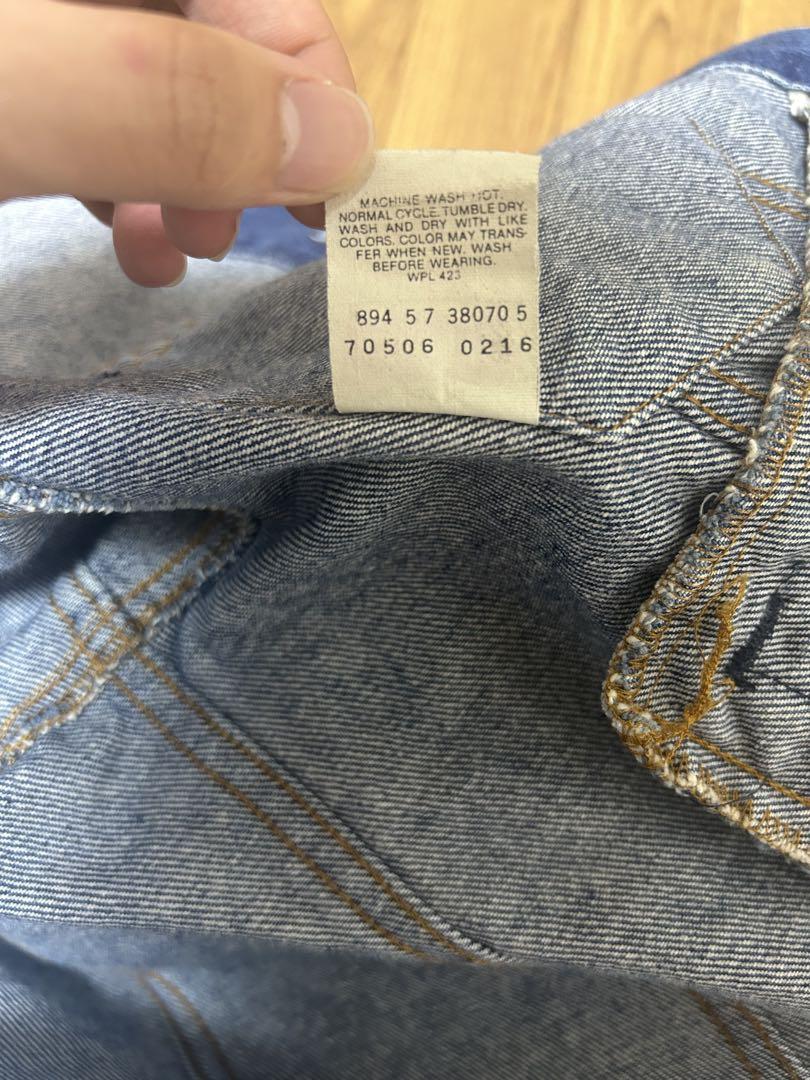 MACHINE WASH HOT.
NORMAL CYCLE. TUMBLE DRY.
WASH AND DRY WITH LIKE
COLORS. COLOR MAY TRANS-
FER WHEN NEW. WASH
BEFORE WEARING.
WPL 423
894 5 7 38070 5
70506 0216